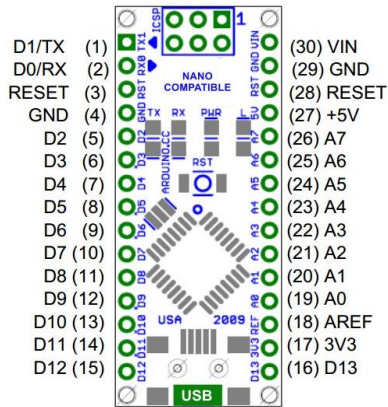 ICSP
1
D1/TX (1) TX1 VIN (30) VIN
D0/RX (2) RX0 GND (29) GND
RESET (3) RST RST (28) RESET
GND (4) GND 5V (27) +5V
D2 (5) D2 A7 (26) A7
D3 (6) D3 A6 (25) A6
D4 (7) D4 A5 (24) A5
D5 (8) D5 A4 (23) A4
D6 (9) D6 A3 (22) A3
D7 (10) D7 A2 (21) A2
D8 (11) D8 A1 (20) A1
D9 (12) D9 A0 (19) A0
D10 (13) D10 REF (18) AREF
D11 (14) D11 3V3 (17) 3V3
D12 (15) D12 D13 (16) D13
NANO
COMPATIBLE
TX RX PWR L
ARDUINO.CC
RST
USA 2009
USB